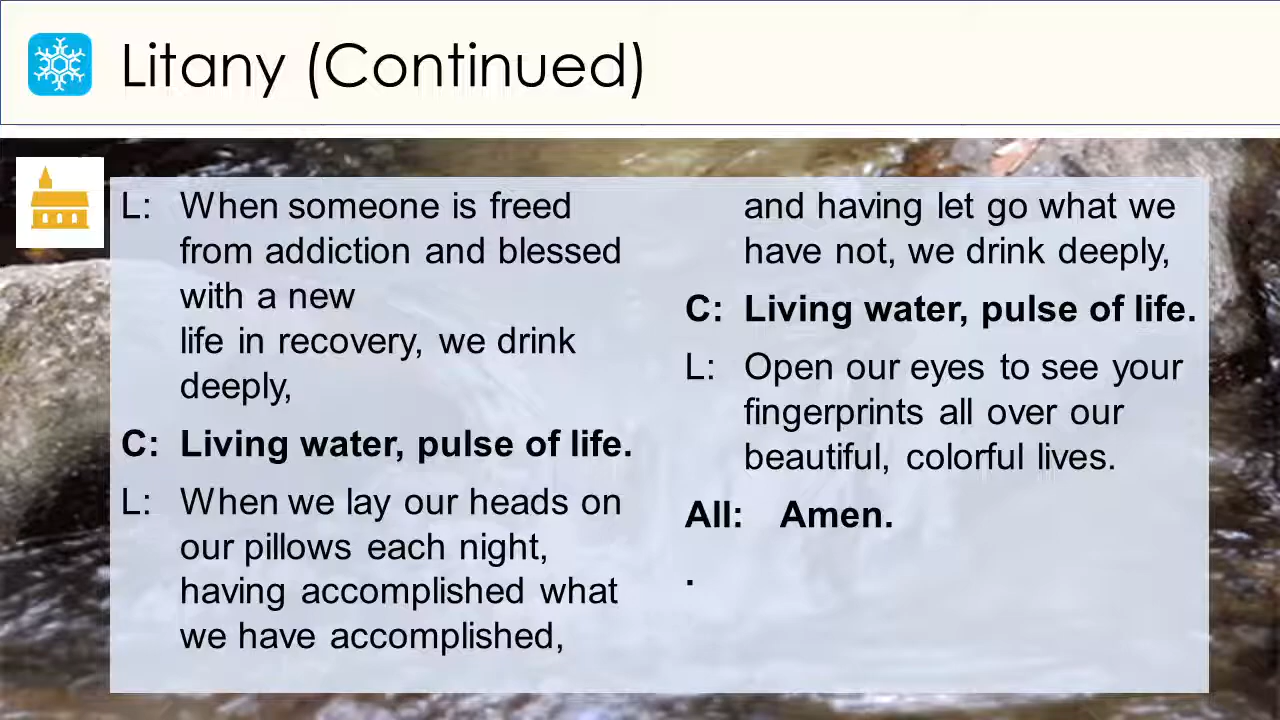 Litany (Continued)
L: When someone is freed
from addiction and blessed
with a new
life in recovery, we drink
deeply,
C: Living water, pulse of life.
L: When we lay our heads on
our pillows each night,
having accomplished what
we have accomplished,
and having let go what we
have not, we drink deeply,
C: Living water, pulse of life.
L: Open our eyes to see your
fingerprints all over our
beautiful, colorful lives.
All: Amen.
.